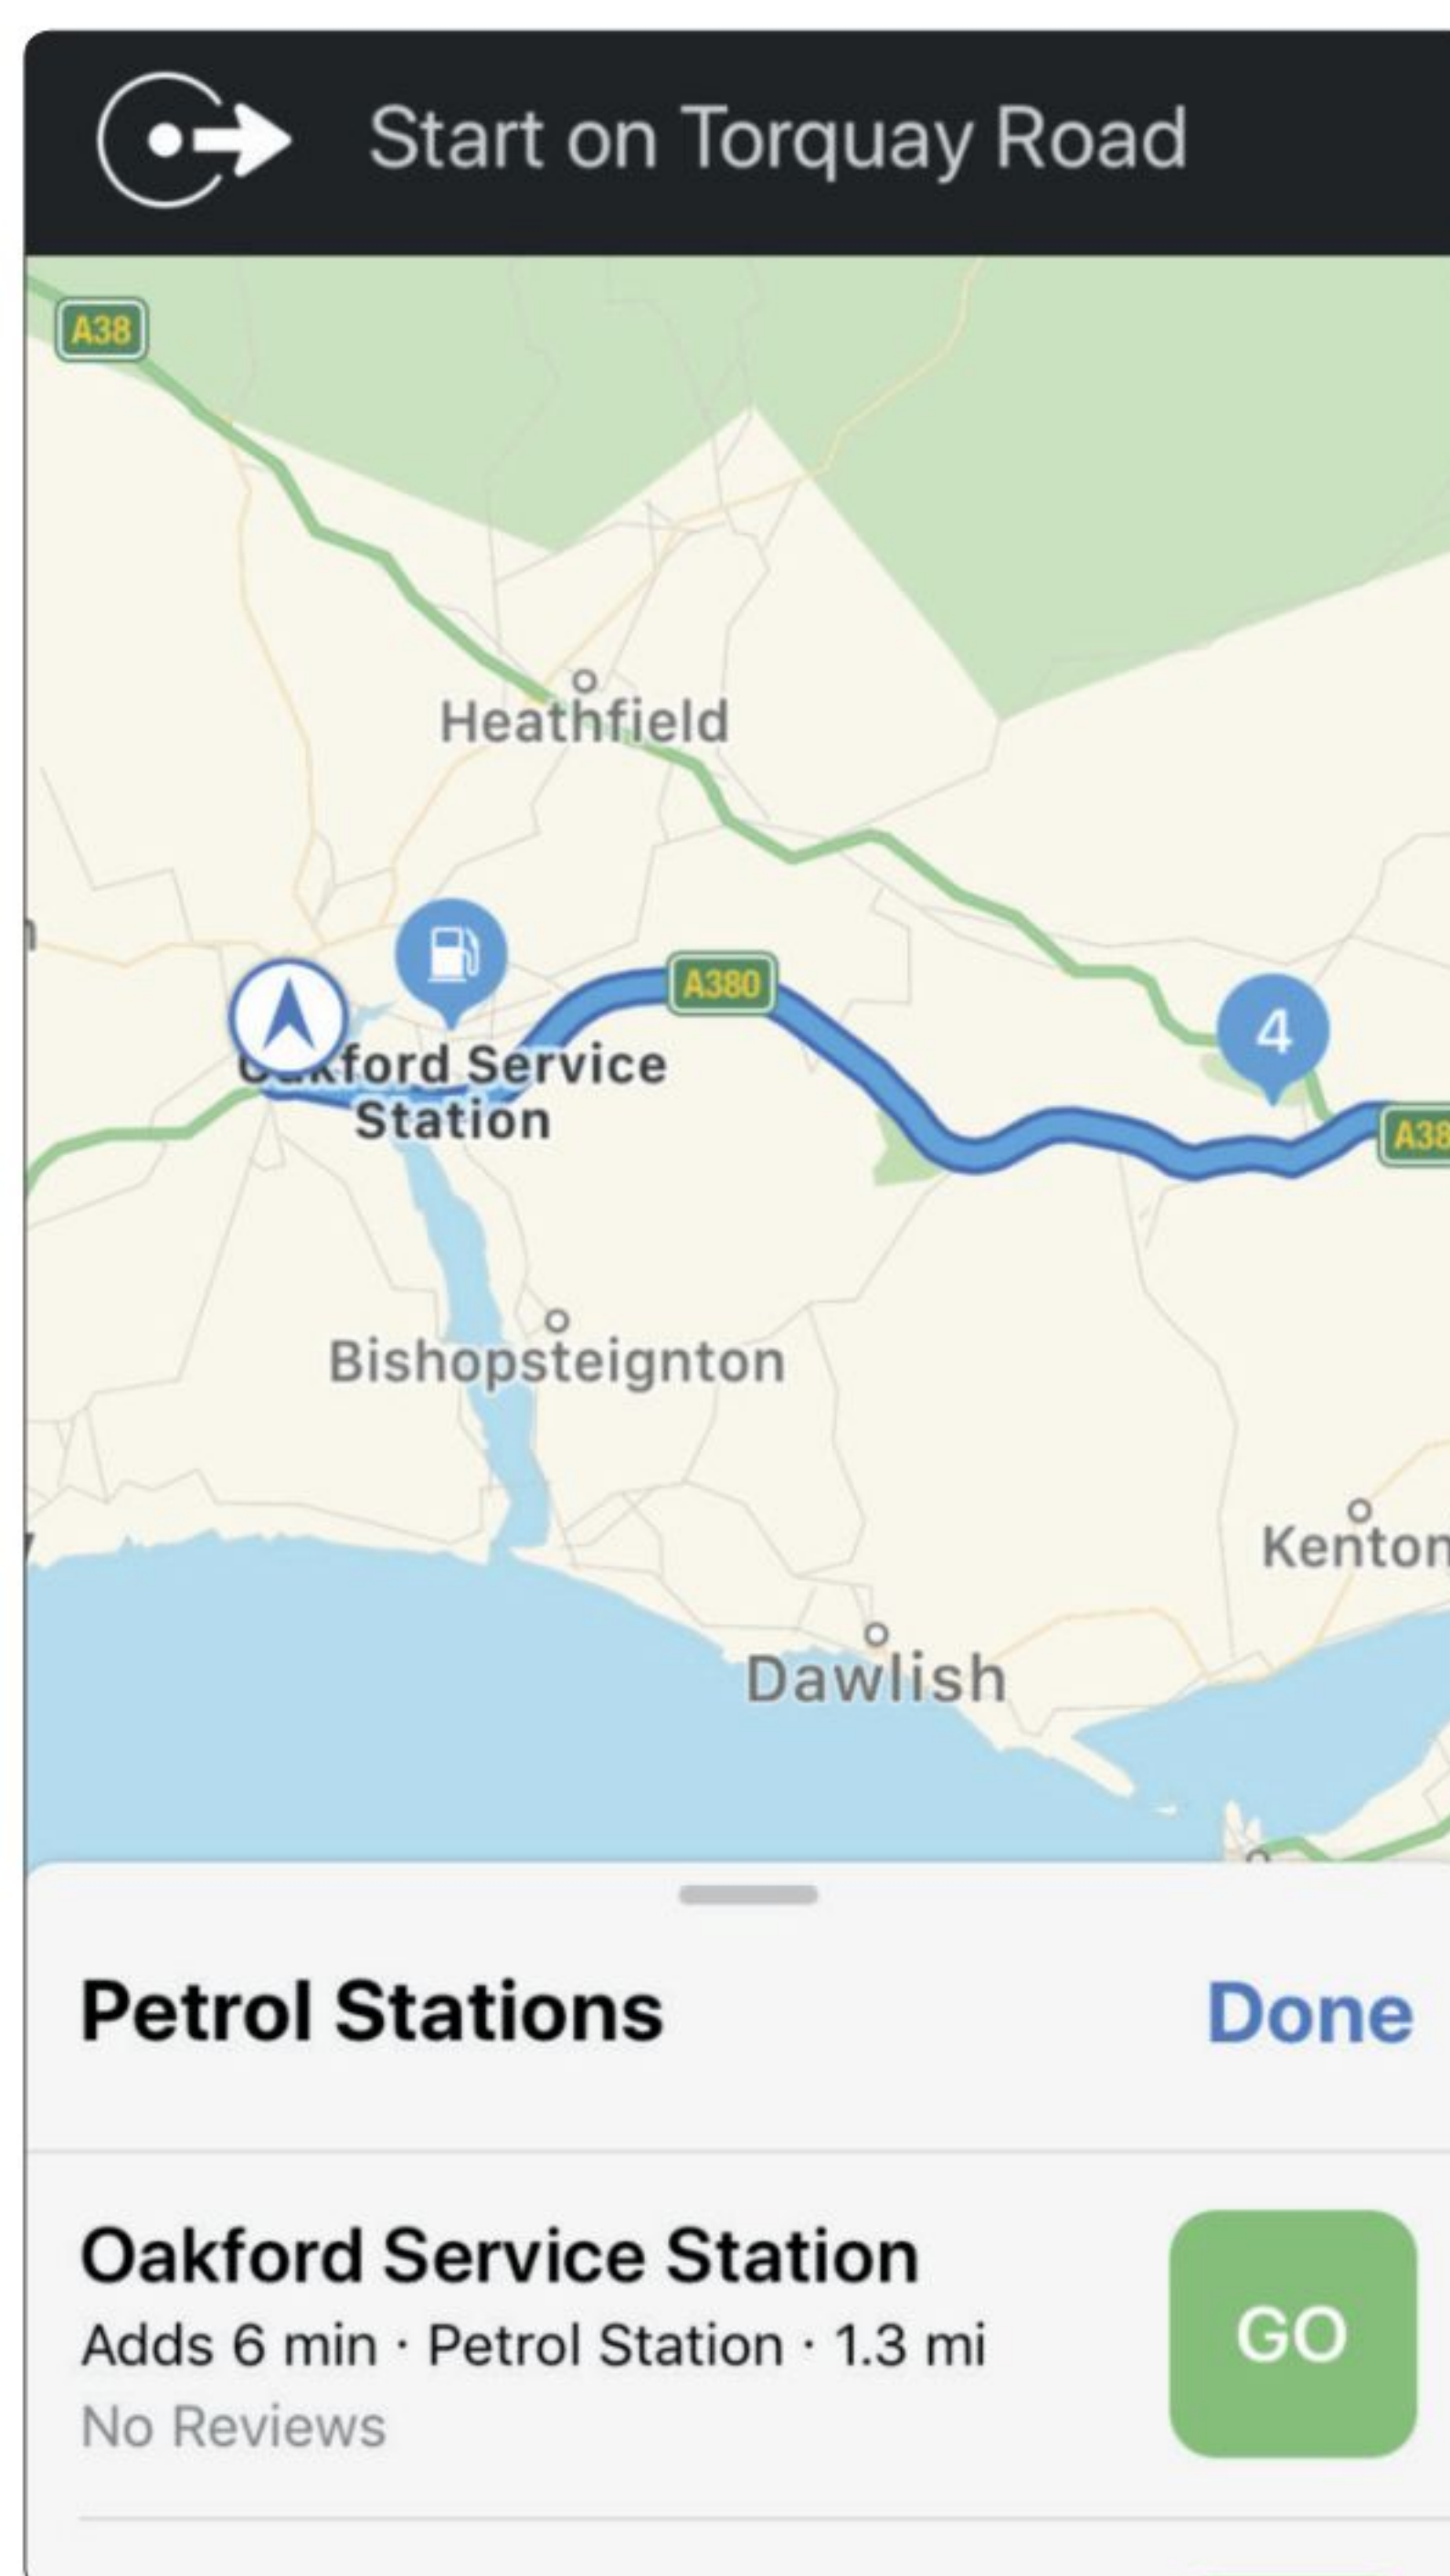 Start on Torquay Road
A38
Heathfield
A380
4
Oakford Service
Station
A38
Bishopsteignton
Kenton
Dawlish
Petrol Stations
Done
Oakford Service Station
Adds 6 min · Petrol Station · 1.3 mi
No Reviews
GO